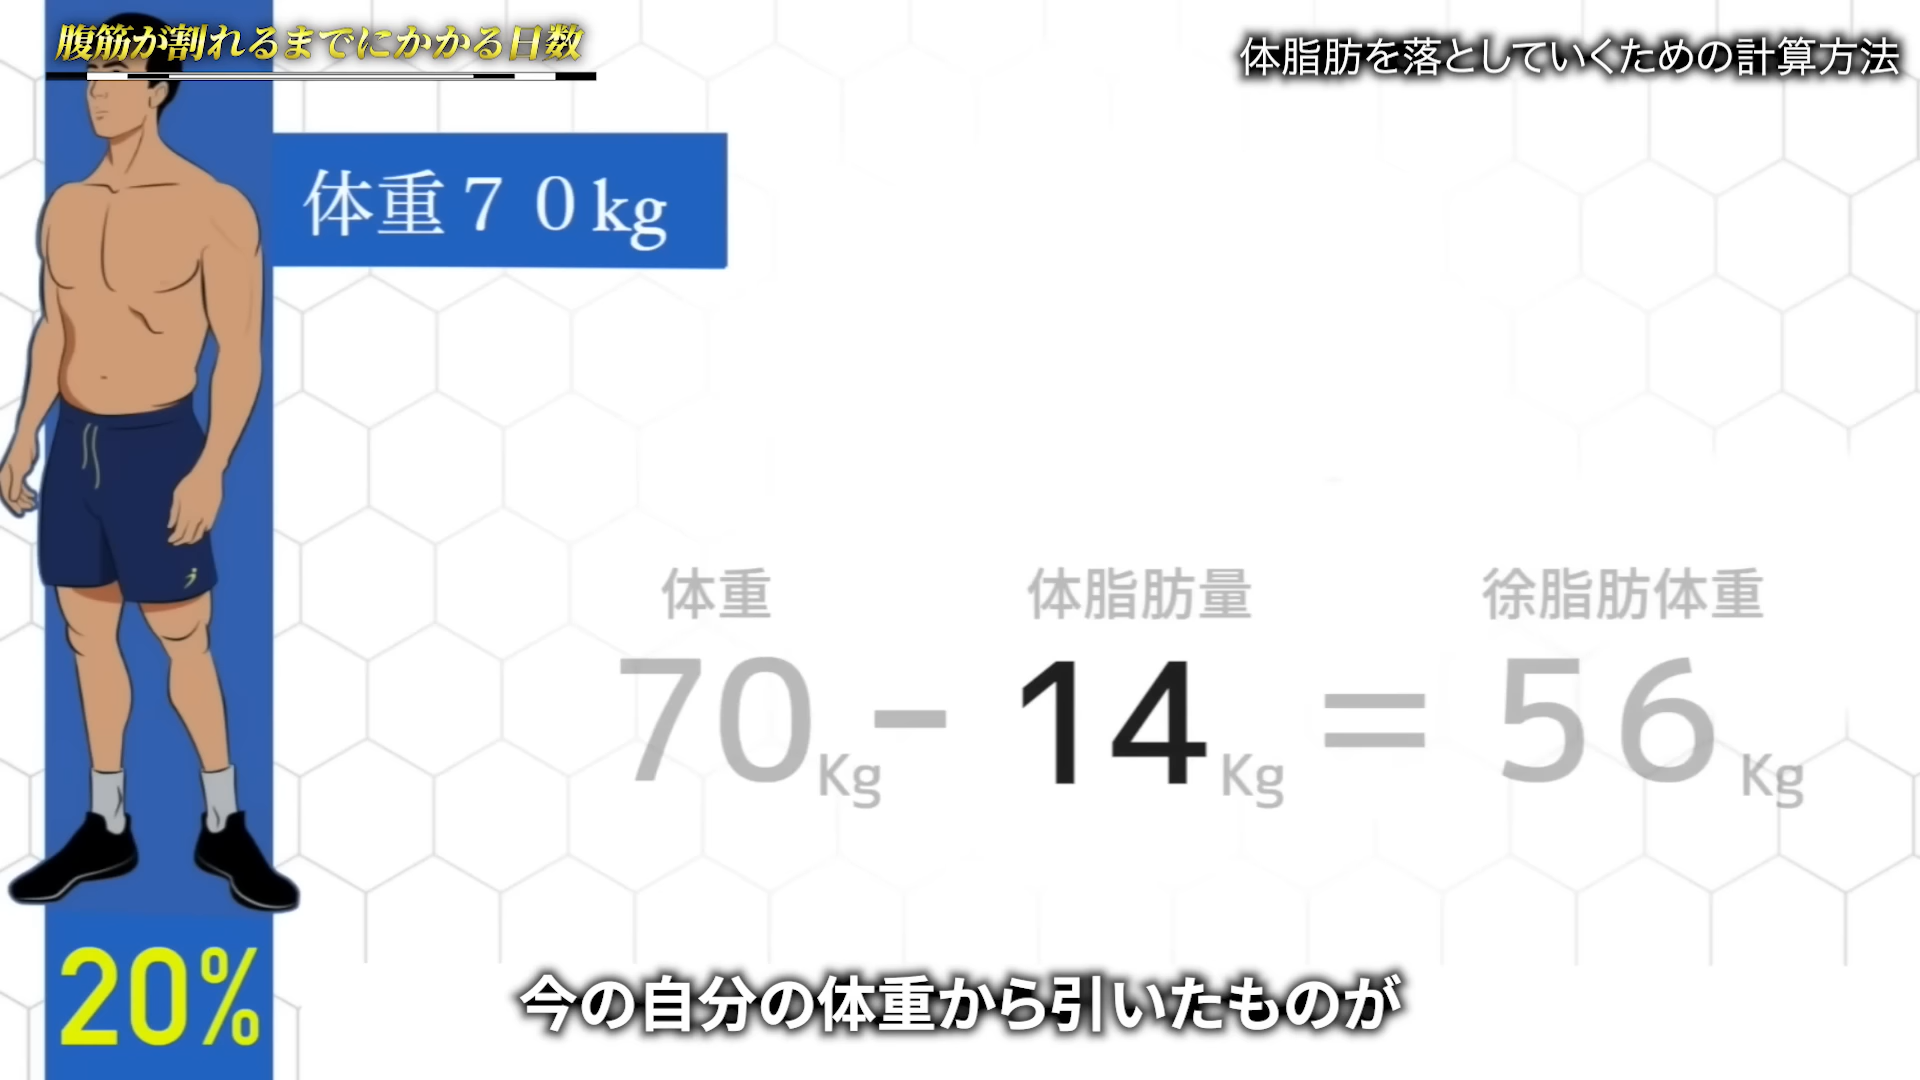 腹筋が割れるまでにかかる日数
体脂肪を落としていくための計算方法
体重７０kg
体重 体脂肪量 徐脂肪体重
70Kg - 14Kg = 56Kg
20%
今の自分の体重から引いたものが